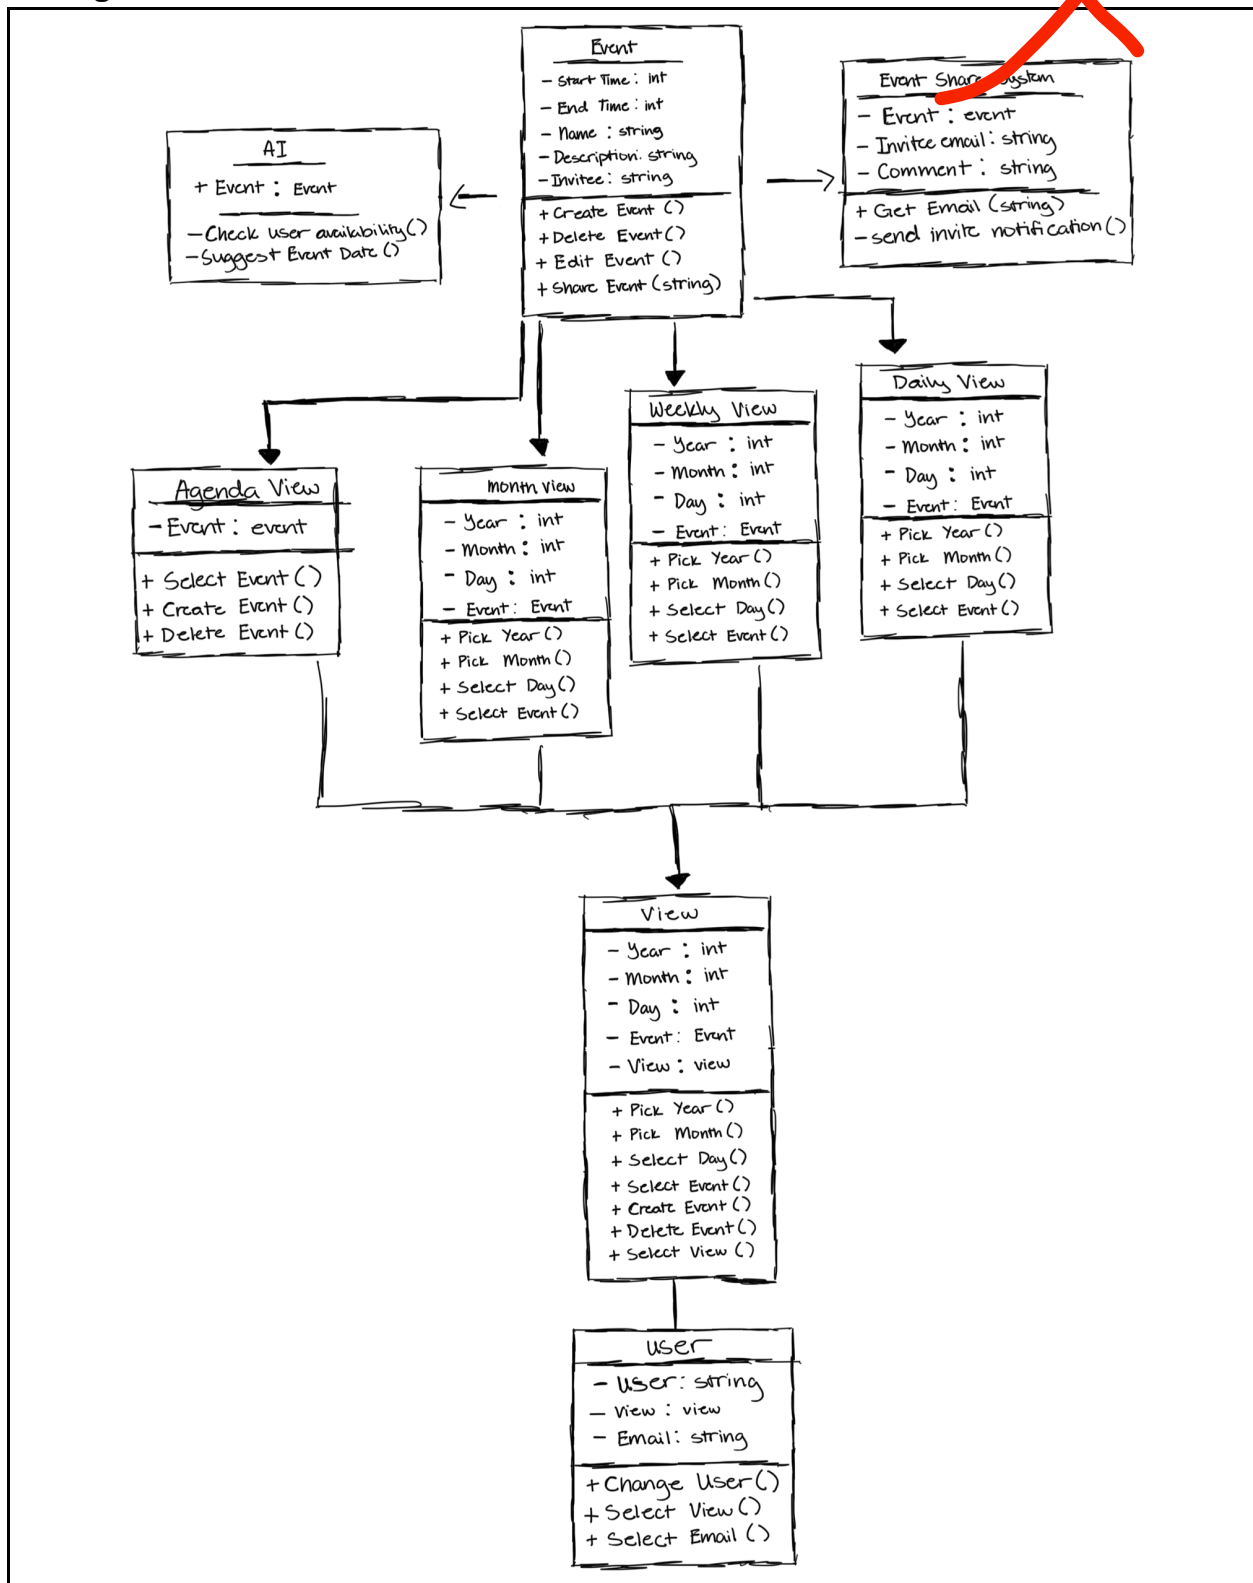 Event
- Start Time: int
- End Time: int
- Name: string
- Description: string
- Invitee: string
+ Create Event ()
+ Delete Event()
+ Edit Event ()
+ Share Event (string)
Event Share System
- Event: event
- Invitee email: string
- Comment: string
+ Get Email (string)
- send invite notification()
AI
+ Event: Event
- Check user availability()
- Suggest Event Date ()
Agenda View
- Event: event
+ Select Event()
+ Create Event()
+ Delete Event()
Month view
- Year: int
- Month: int
- Day: int
- Event: Event
+ Pick Year()
+ Pick Month()
+ Select Day()
+ Select Event()
Weekly View
- Year: int
- Month: int
- Day: int
- Event: Event
+ Pick Year()
+ Pick Month()
+ Select Day()
+ Select Event()
Daily View
- Year: int
- Month: int
- Day: int
- Event: Event
+ Pick Year()
+ Pick Month()
+ Select Day()
+ Select Event()
View
- Year: int
- Month: int
- Day: int
- Event: Event
- View: view
+ Pick Year()
+ Pick Month()
+ Select Day()
+ Select Event()
+ Create Event()
+ Delete Event()
+ Select View ()
User
- User: string
- View: view
- Email: string
+ Change User()
+ Select View()
+ Select Email ()